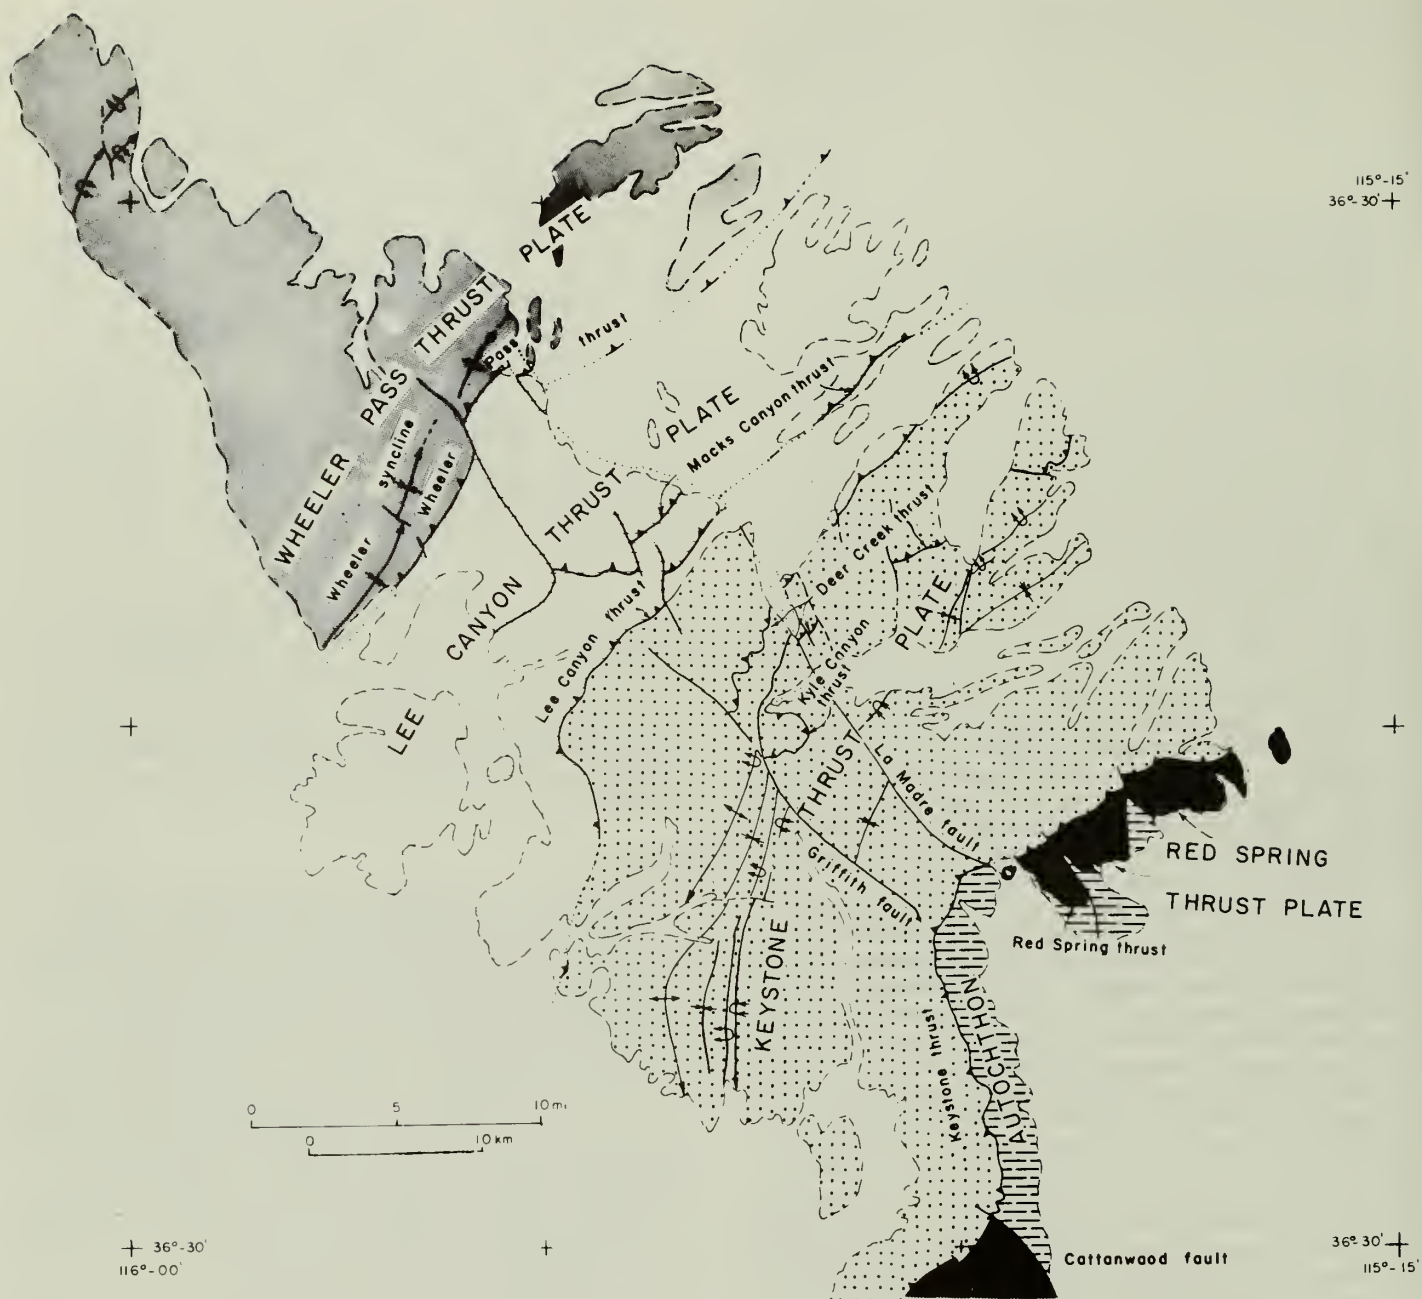 115°-15'
36°-30'
WHEELER PASS THRUST PLATE
Pass
thrust
Wheeler
syncline
Wheeler
LEE CANYON THRUST PLATE
Macks Canyon thrust
Deer Creek thrust
Lee Canyon thrust
Kyle Canyon
thrust
KEYSTONE THRUST PLATE
La Madre fault
Griffith fault
RED SPRING
THRUST PLATE
Red Spring thrust
Keystone thrust
AUTOCHTHON
0 5 10 mi
0 10 km
36°-30'
116°-00'
Cattanwood fault
36°-30'
115°-15'